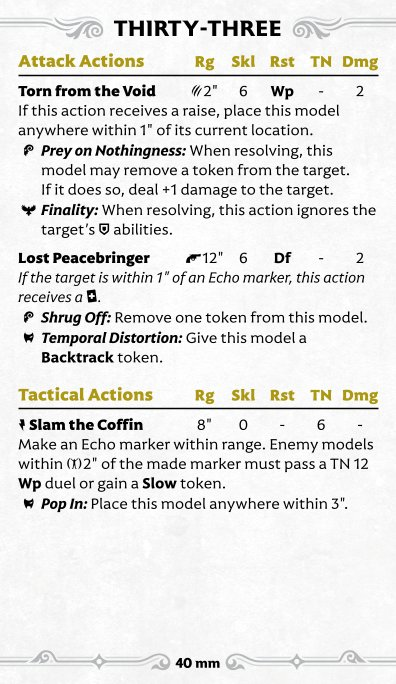 THIRTY-THREE
Attack Actions Rg Skl Rst TN Dmg
Torn from the Void 2" 6 Wp - 2
If this action receives a raise, place this model
anywhere within 1" of its current location.
Prey on Nothingness: When resolving, this
model may remove a token from the target.
If it does so, deal +1 damage to the target.
Finality: When resolving, this action ignores the
target's abilities.
Lost Peacebringer 12" 6 Df - 2
If the target is within 1" of an Echo marker, this action
receives a .
Shrug Off: Remove one token from this model.
Temporal Distortion: Give this model a
Backtrack token.
Tactical Actions Rg Skl Rst TN Dmg
Slam the Coffin 8" 0 - 6 -
Make an Echo marker within range. Enemy models
within 2" of the made marker must pass a TN 12
Wp duel or gain a Slow token.
Pop In: Place this model anywhere within 3".
40 mm